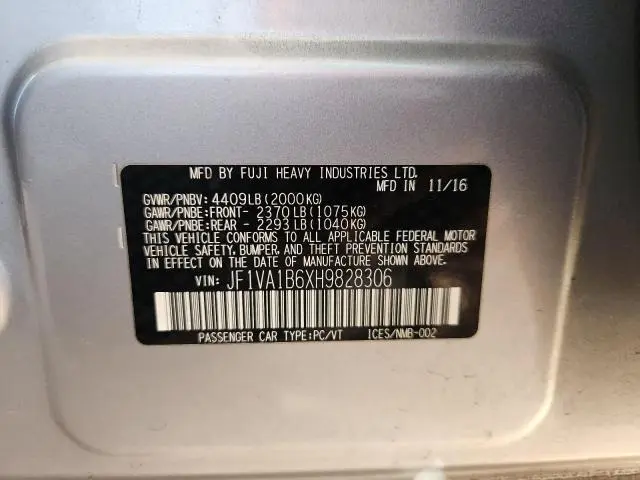 MFD BY FUJI HEAVY INDUSTRIES LTD.
MFD IN 11/16
GVWR/PNBV: 4409LB(2000KG)
GAWR/PNBE:FRONT- 2370LB(1075KG)
GAWR/PNBE:REAR - 2293LB(1040KG)
THIS VEHICLE CONFORMS TO ALL APPLICABLE FEDERAL MOTOR
VEHICLE SAFETY, BUMPER, AND THEFT PREVENTION STANDARDS
IN EFFECT ON THE DATE OF MANUFACTURE SHOWN ABOVE.
VIN: JF1VA1B6XH9828306
PASSENGER CAR TYPE:PC/VT ICES/NMB-002